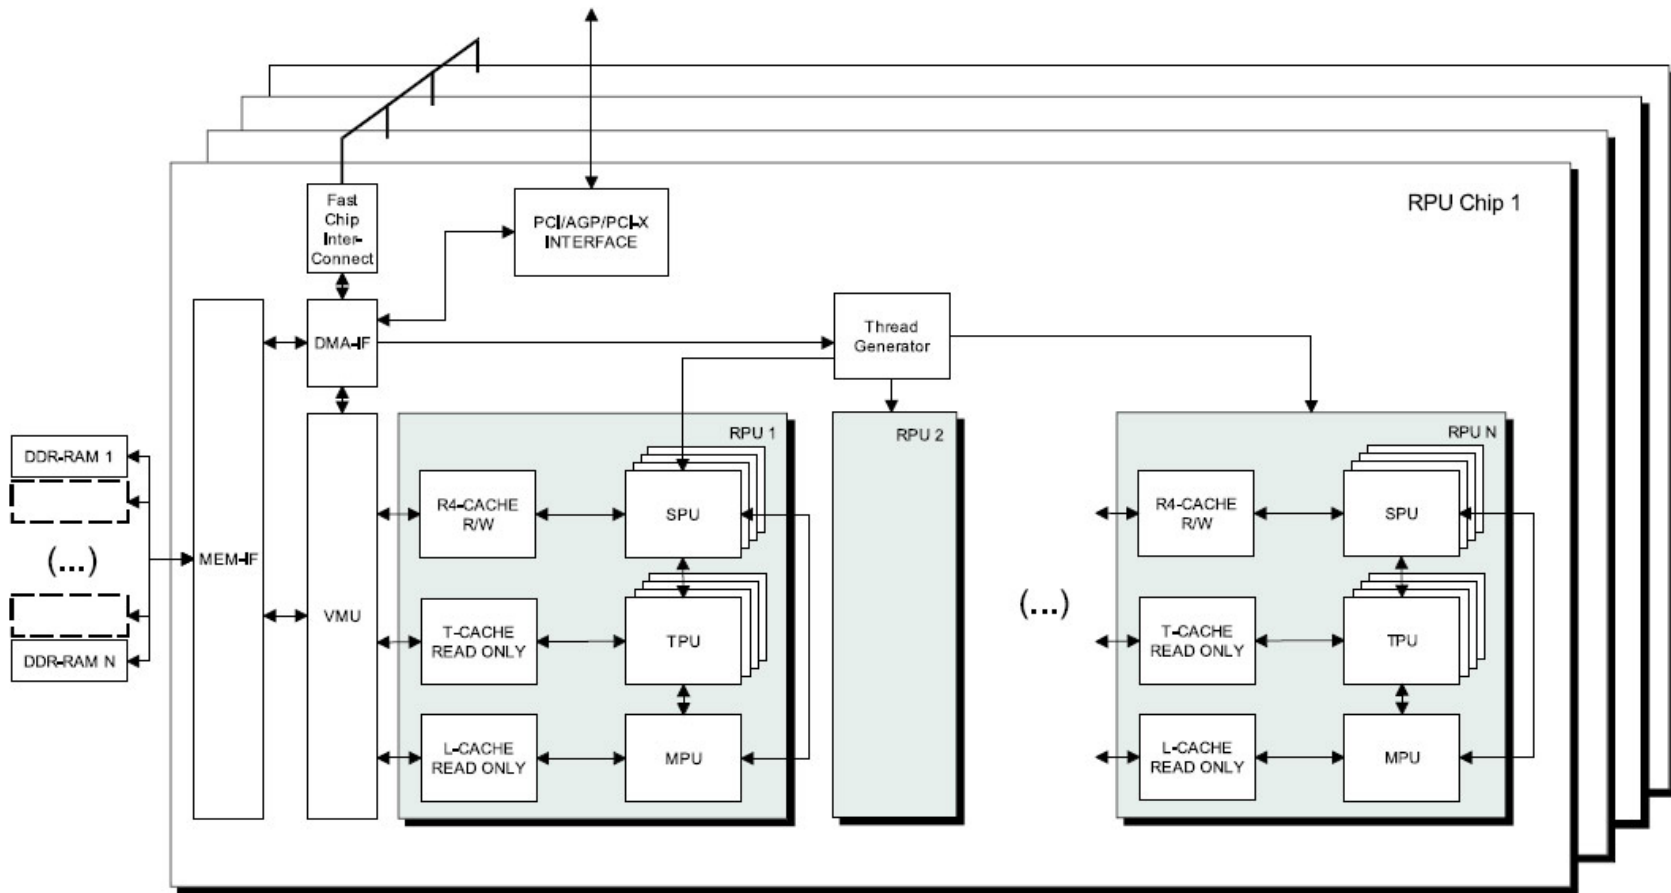 RPU Chip 1
Fast
Chip
Inter-
Connect
PCI/AGP/PCI-X
INTERFACE
DMA-IF
Thread
Generator
DDR-RAM 1
(...)
DDR-RAM N
MEM-IF
VMU
RPU 1
R4-CACHE
R/W
SPU
T-CACHE
READ ONLY
TPU
L-CACHE
READ ONLY
MPU
RPU 2
(...)
RPU N
R4-CACHE
R/W
SPU
T-CACHE
READ ONLY
TPU
L-CACHE
READ ONLY
MPU